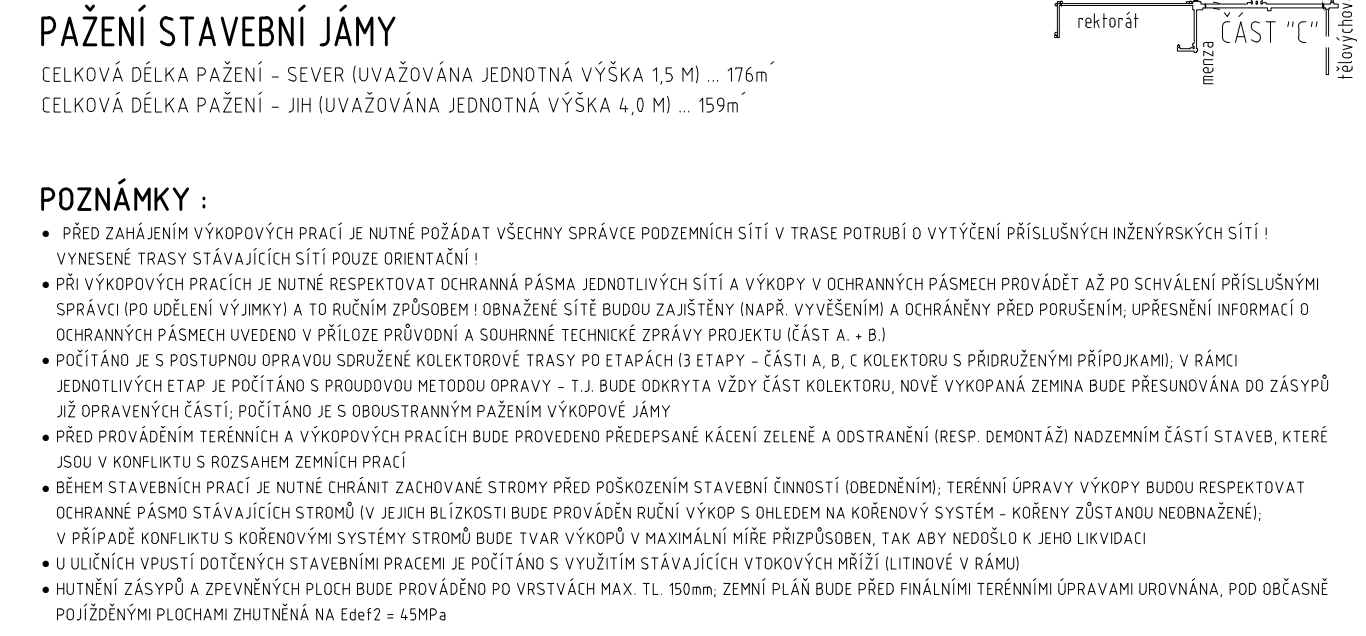 PAŽENÍ STAVEBNÍ JÁMY
CELKOVÁ DÉLKA PAŽENÍ - SEVER (UVAŽOVÁNA JEDNOTNÁ VÝŠKA 1,5 M) ... 176m´
CELKOVÁ DÉLKA PAŽENÍ - JIH (UVAŽOVÁNA JEDNOTNÁ VÝŠKA 4,0 M) ... 159m´
rektorát
menza
ČÁST "C"
tělových
POZNÁMKY :
• PŘED ZAHÁJENÍM VÝKOPOVÝCH PRACÍ JE NUTNÉ POŽÁDAT VŠECHNY SPRÁVCE PODZEMNÍCH SÍTÍ V TRASE POTRUBÍ O VYTÝČENÍ PŘÍSLUŠNÝCH INŽENÝRSKÝCH SÍTÍ !
VYNESENÉ TRASY STÁVAJÍCÍCH SÍTÍ POUZE ORIENTAČNÍ !
• PŘI VÝKOPOVÝCH PRACÍCH JE NUTNÉ RESPEKTOVAT OCHRANNÁ PÁSMA JEDNOTLIVÝCH SÍTÍ A VÝKOPY V OCHRANNÝCH PÁSMECH PROVÁDĚT AŽ PO SCHVÁLENÍ PŘÍSLUŠNÝMI
SPRÁVCI (PO UDĚLENÍ VÝJIMKY) A TO RUČNÍM ZPŮSOBEM ! OBNAŽENÉ SÍTĚ BUDOU ZAJIŠTĚNY (NAPŘ. VYVĚŠENÍM) A OCHRÁNĚNY PŘED PORUŠENÍM; UPŘESNĚNÍ INFORMACÍ O
OCHRANNÝCH PÁSMECH UVEDENO V PŘÍLOZE PRŮVODNÍ A SOUHRNNÉ TECHNICKÉ ZPRÁVY PROJEKTU (ČÁST A. + B.)
• POČÍTÁNO JE S POSTUPNOU OPRAVOU SDRUŽENÉ KOLEKTOROVÉ TRASY PO ETAPÁCH (3 ETAPY - ČÁSTI A, B, C KOLEKTORU S PŘIDRUŽENÝMI PŘÍPOJKAMI); V RÁMCI
JEDNOTLIVÝCH ETAP JE POČÍTÁNO S PROUDOVOU METODOU OPRAVY - T.J. BUDE ODKRYTA VŽDY ČÁST KOLEKTORU, NOVĚ VYKOPANÁ ZEMINA BUDE PŘESUNOVÁNA DO ZÁSYPŮ
JIŽ OPRAVENÝCH ČÁSTÍ; POČÍTÁNO JE S OBOUSTRANNÝM PAŽENÍM VÝKOPOVÉ JÁMY
• PŘED PROVÁDĚNÍM TERÉNNÍCH A VÝKOPOVÝCH PRACÍCH BUDE PROVEDENO PŘEDEPSANÉ KÁCENÍ ZELENĚ A ODSTRANĚNÍ (RESP. DEMONTÁŽ) NADZEMNÍM ČÁSTÍ STAVEB, KTERÉ
JSOU V KONFLIKTU S ROZSAHEM ZEMNÍCH PRACÍ
• BĚHEM STAVEBNÍCH PRACÍ JE NUTNÉ CHRÁNIT ZACHOVANÉ STROMY PŘED POŠKOZENÍM STAVEBNÍ ČINNOSTÍ (OBEDNĚNÍM); TERÉNNÍ ÚPRAVY VÝKOPY BUDOU RESPEKTOVAT
OCHRANNÉ PÁSMO STÁVAJÍCÍCH STROMŮ (V JEJICH BLÍZKOSTI BUDE PROVÁDĚN RUČNÍ VÝKOP S OHLEDEM NA KOŘENOVÝ SYSTÉM - KOŘENY ZŮSTANOU NEOBNAŽENÉ);
V PŘÍPADĚ KONFLIKTU S KOŘENOVÝMI SYSTÉMY STROMŮ BUDE TVAR VÝKOPŮ V MAXIMÁLNÍ MÍŘE PŘIZPŮSOBEN, TAK ABY NEDOŠLO K JEHO LIKVIDACI
• U ULIČNÍCH VPUSTÍ DOTČENÝCH STAVEBNÍMI PRACEMI JE POČÍTÁNO S VYUŽITÍM STÁVAJÍCÍCH VTOKOVÝCH MŘÍŽÍ (LITINOVÉ V RÁMU)
• HUTNĚNÍ ZÁSYPŮ A ZPEVNĚNÝCH PLOCH BUDE PROVÁDĚNO PO VRSTVÁCH MAX. TL. 150mm; ZEMNÍ PLÁŇ BUDE PŘED FINÁLNÍMI TERÉNNÍMI ÚPRAVAMI UROVNÁNA, POD OBČASNĚ
POJÍŽDĚNÝMI PLOCHAMI ZHUTNĚNÁ NA Edef2 = 45MPa